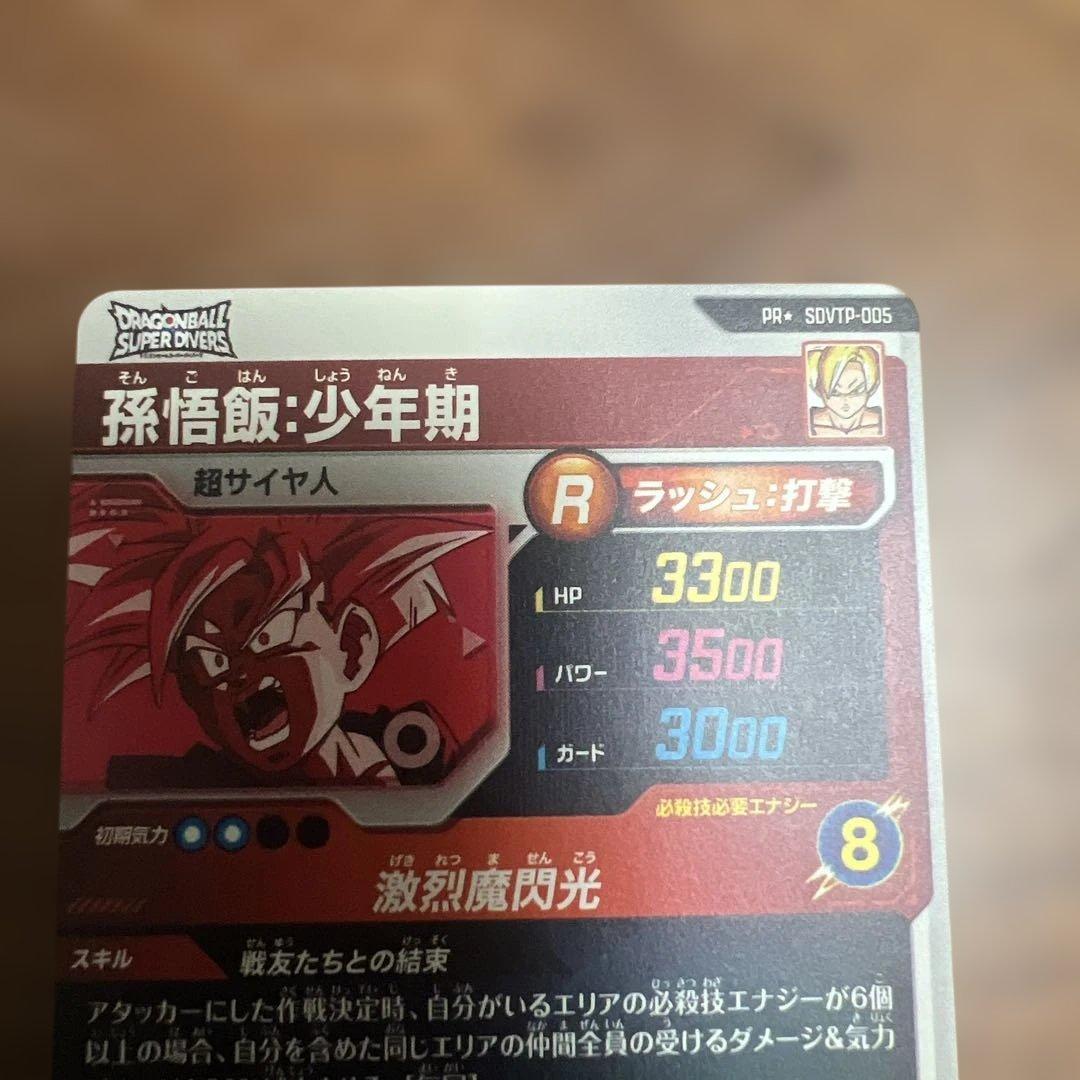 DRAGONBALL
SUPER DIVERS
PR★ SDVTP-005
そん ご はん しょう ねん き
孫悟飯:少年期
超サイヤ人
R ラッシュ:打撃
HP 3300
パワー 3500
ガード 3000
初期気力
必殺技必要エナジー
8
げき れつ ま せん こう
激烈魔閃光
スキル 戦友たちとの結束
アタッカーにした作戦決定時、自分がいるエリアの必殺技エナジーが6個
以上の場合、自分を含めた同じエリアの仲間全員の受けるダメージ&気力